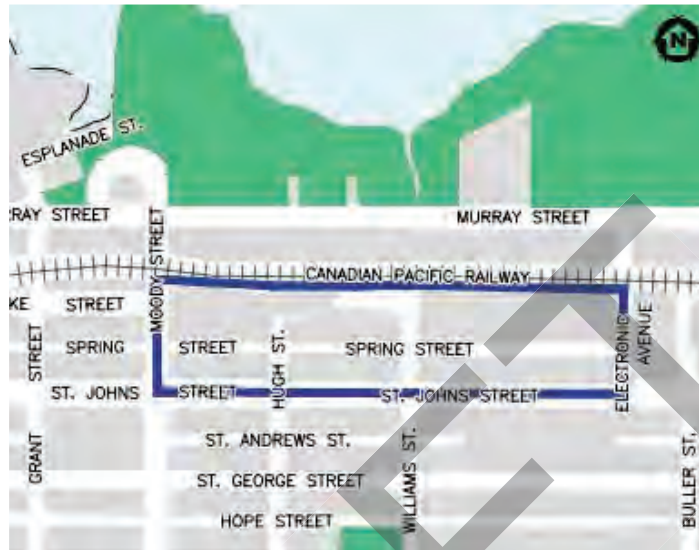 N
ESPLANADE ST.
RAY STREET
MURRAY STREET
MOODY STREET
CANADIAN PACIFIC RAILWAY
KE STREET
SPRING STREET
SPRING STREET
HUGH ST.
ELECTRONIC AVENUE
ST. JOHNS STREET
ST. JOHNS STREET
GRANT STREET
ST. ANDREWS ST.
ST. GEORGE STREET
WILLIAMS ST.
BULLER ST.
HOPE STREET